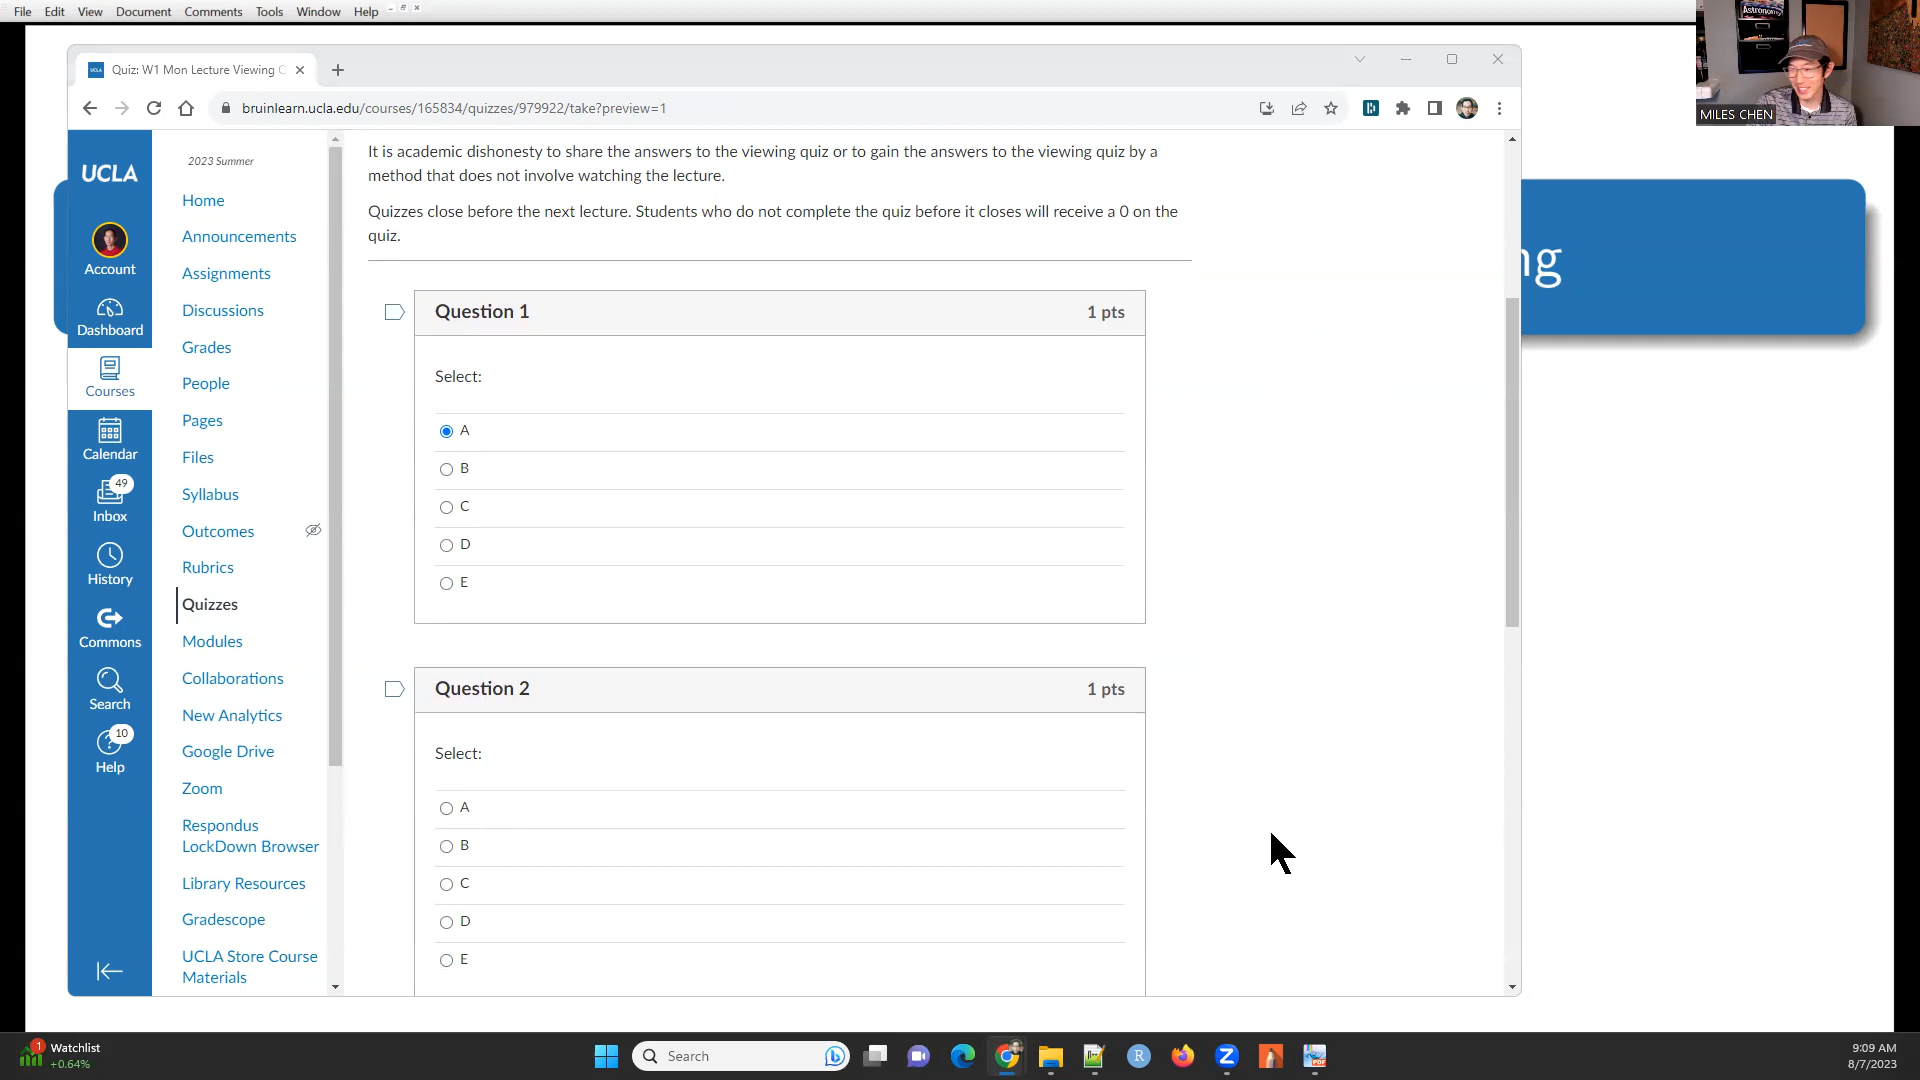 File Edit View Document Comments Tools Window Help
MILES CHEN
Astronomy
Quiz: W1 Mon Lecture Viewing
bruinlearn.ucla.edu/courses/165834/quizzes/979922/take?preview=1
UCLA
Account
Dashboard
Courses
Calendar
49
Inbox
History
Commons
Search
10
Help
2023 Summer
Home
Announcements
Assignments
Discussions
Grades
People
Pages
Files
Syllabus
Outcomes
Rubrics
Quizzes
Modules
Collaborations
New Analytics
Google Drive
Zoom
Respondus
LockDown Browser
Library Resources
Gradescope
UCLA Store Course
Materials
It is academic dishonesty to share the answers to the viewing quiz or to gain the answers to the viewing quiz by a
method that does not involve watching the lecture.
Quizzes close before the next lecture. Students who do not complete the quiz before it closes will receive a 0 on the
quiz.
Question 1 1 pts
Select:
A
B
C
D
E
Question 2 1 pts
Select:
A
B
C
D
E
ng
1
Watchlist
+0.64%
Search
9:09 AM
8/7/2023